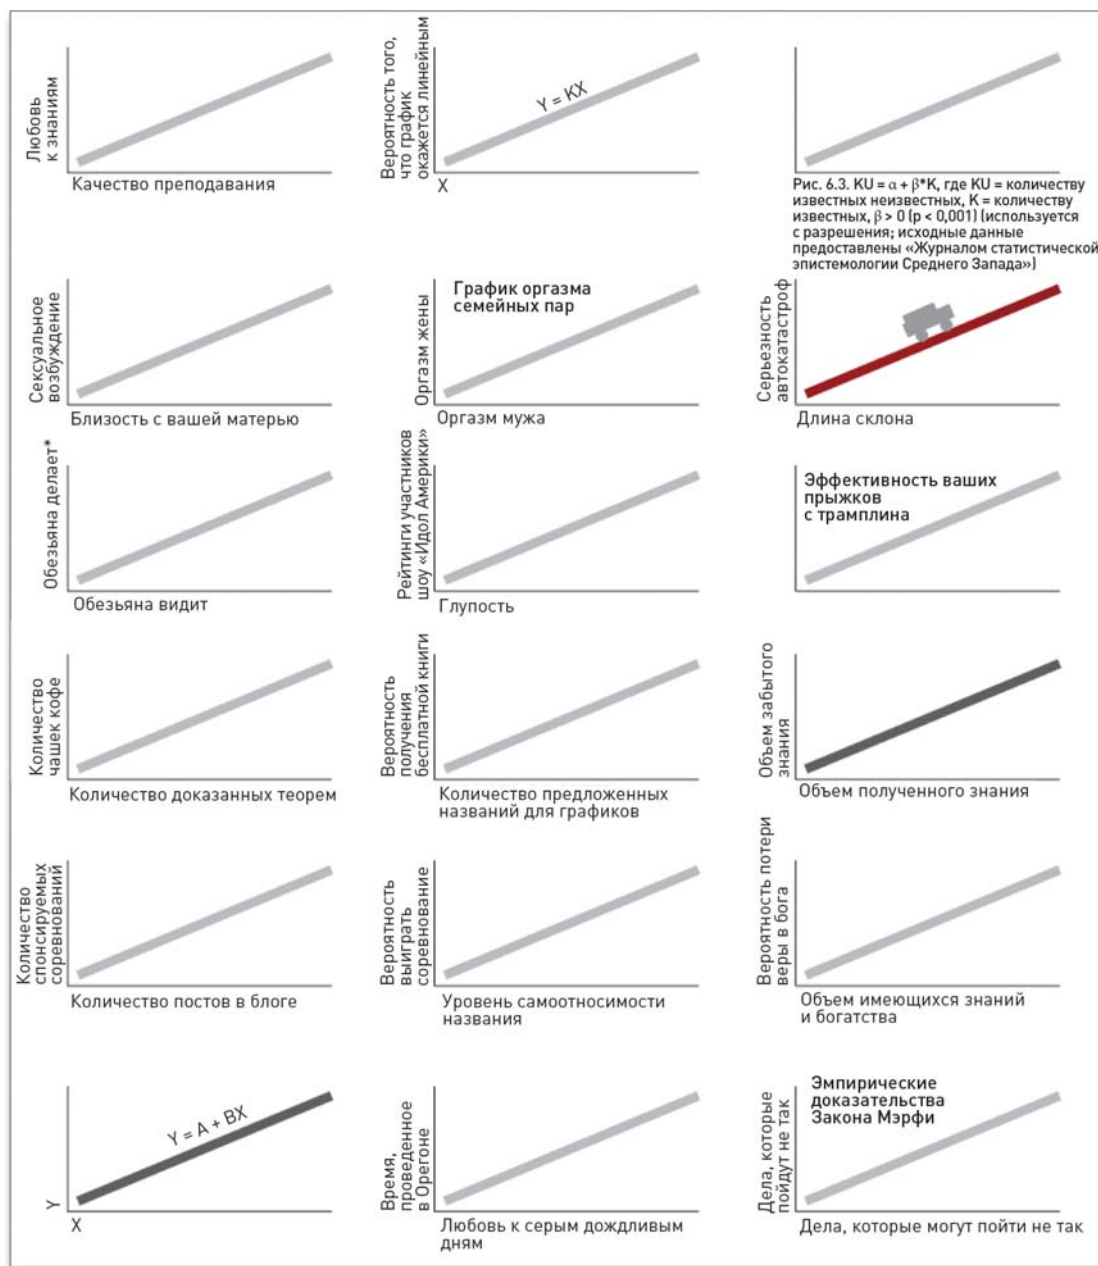 Любовь
к знаниям
Качество преподавания
Вероятность того,
что график
окажется линейным
Y = KX
X
Рис. 6.3. KU = α + β*K, где KU = количеству
известных неизвестных, K = количеству
известных, β > 0 (p < 0,001) (используется
с разрешения; исходные данные
предоставлены «Журналом статистической
эпистемологии Среднего Запада»)
Сексуальное
возбуждение
Близость с вашей матерью
График оргазма
семейных пар
Оргазм жены
Оргазм мужа
Серьезность
автокатастроф
Длина склона
Обезьяна делает*
Обезьяна видит
Рейтинги участников
шоу «Идол Америки»
Глупость
Эффективность ваших
прыжков
с трамплина
Количество
чашек кофе
Количество доказанных теорем
Вероятность
получения
бесплатной книги
Количество предложенных
названий для графиков
Объем забытого
знания
Объем полученного знания
Количество
спонсируемых
соревнований
Количество постов в блоге
Вероятность
выиграть
соревнование
Уровень самоотносимости
названия
Вероятность потери
веры в бога
Объем имеющихся знаний
и богатства
Y = A + BX
Y
X
Время,
проведенное
в Орегоне
Любовь к серым дождливым
дням
Эмпирические
доказательства
Закона Мэрфи
Дела, которые
пойдут не так
Дела, которые могут пойти не так